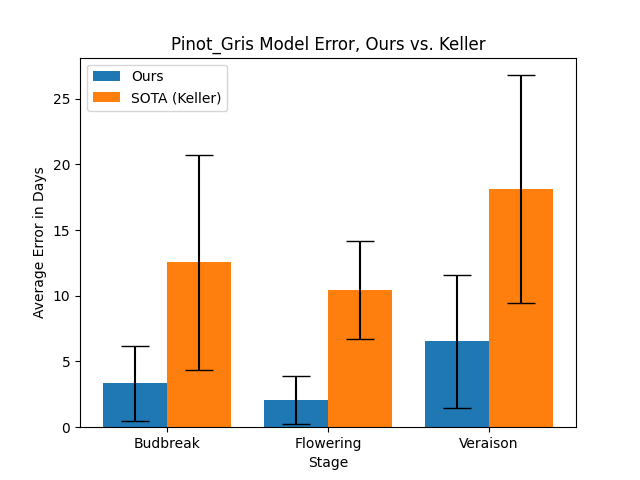 Pinot_Gris Model Error, Ours vs. Keller
Ours
SOTA (Keller)
Average Error in Days
25
20
15
10
5
0
Budbreak Flowering Veraison
Stage